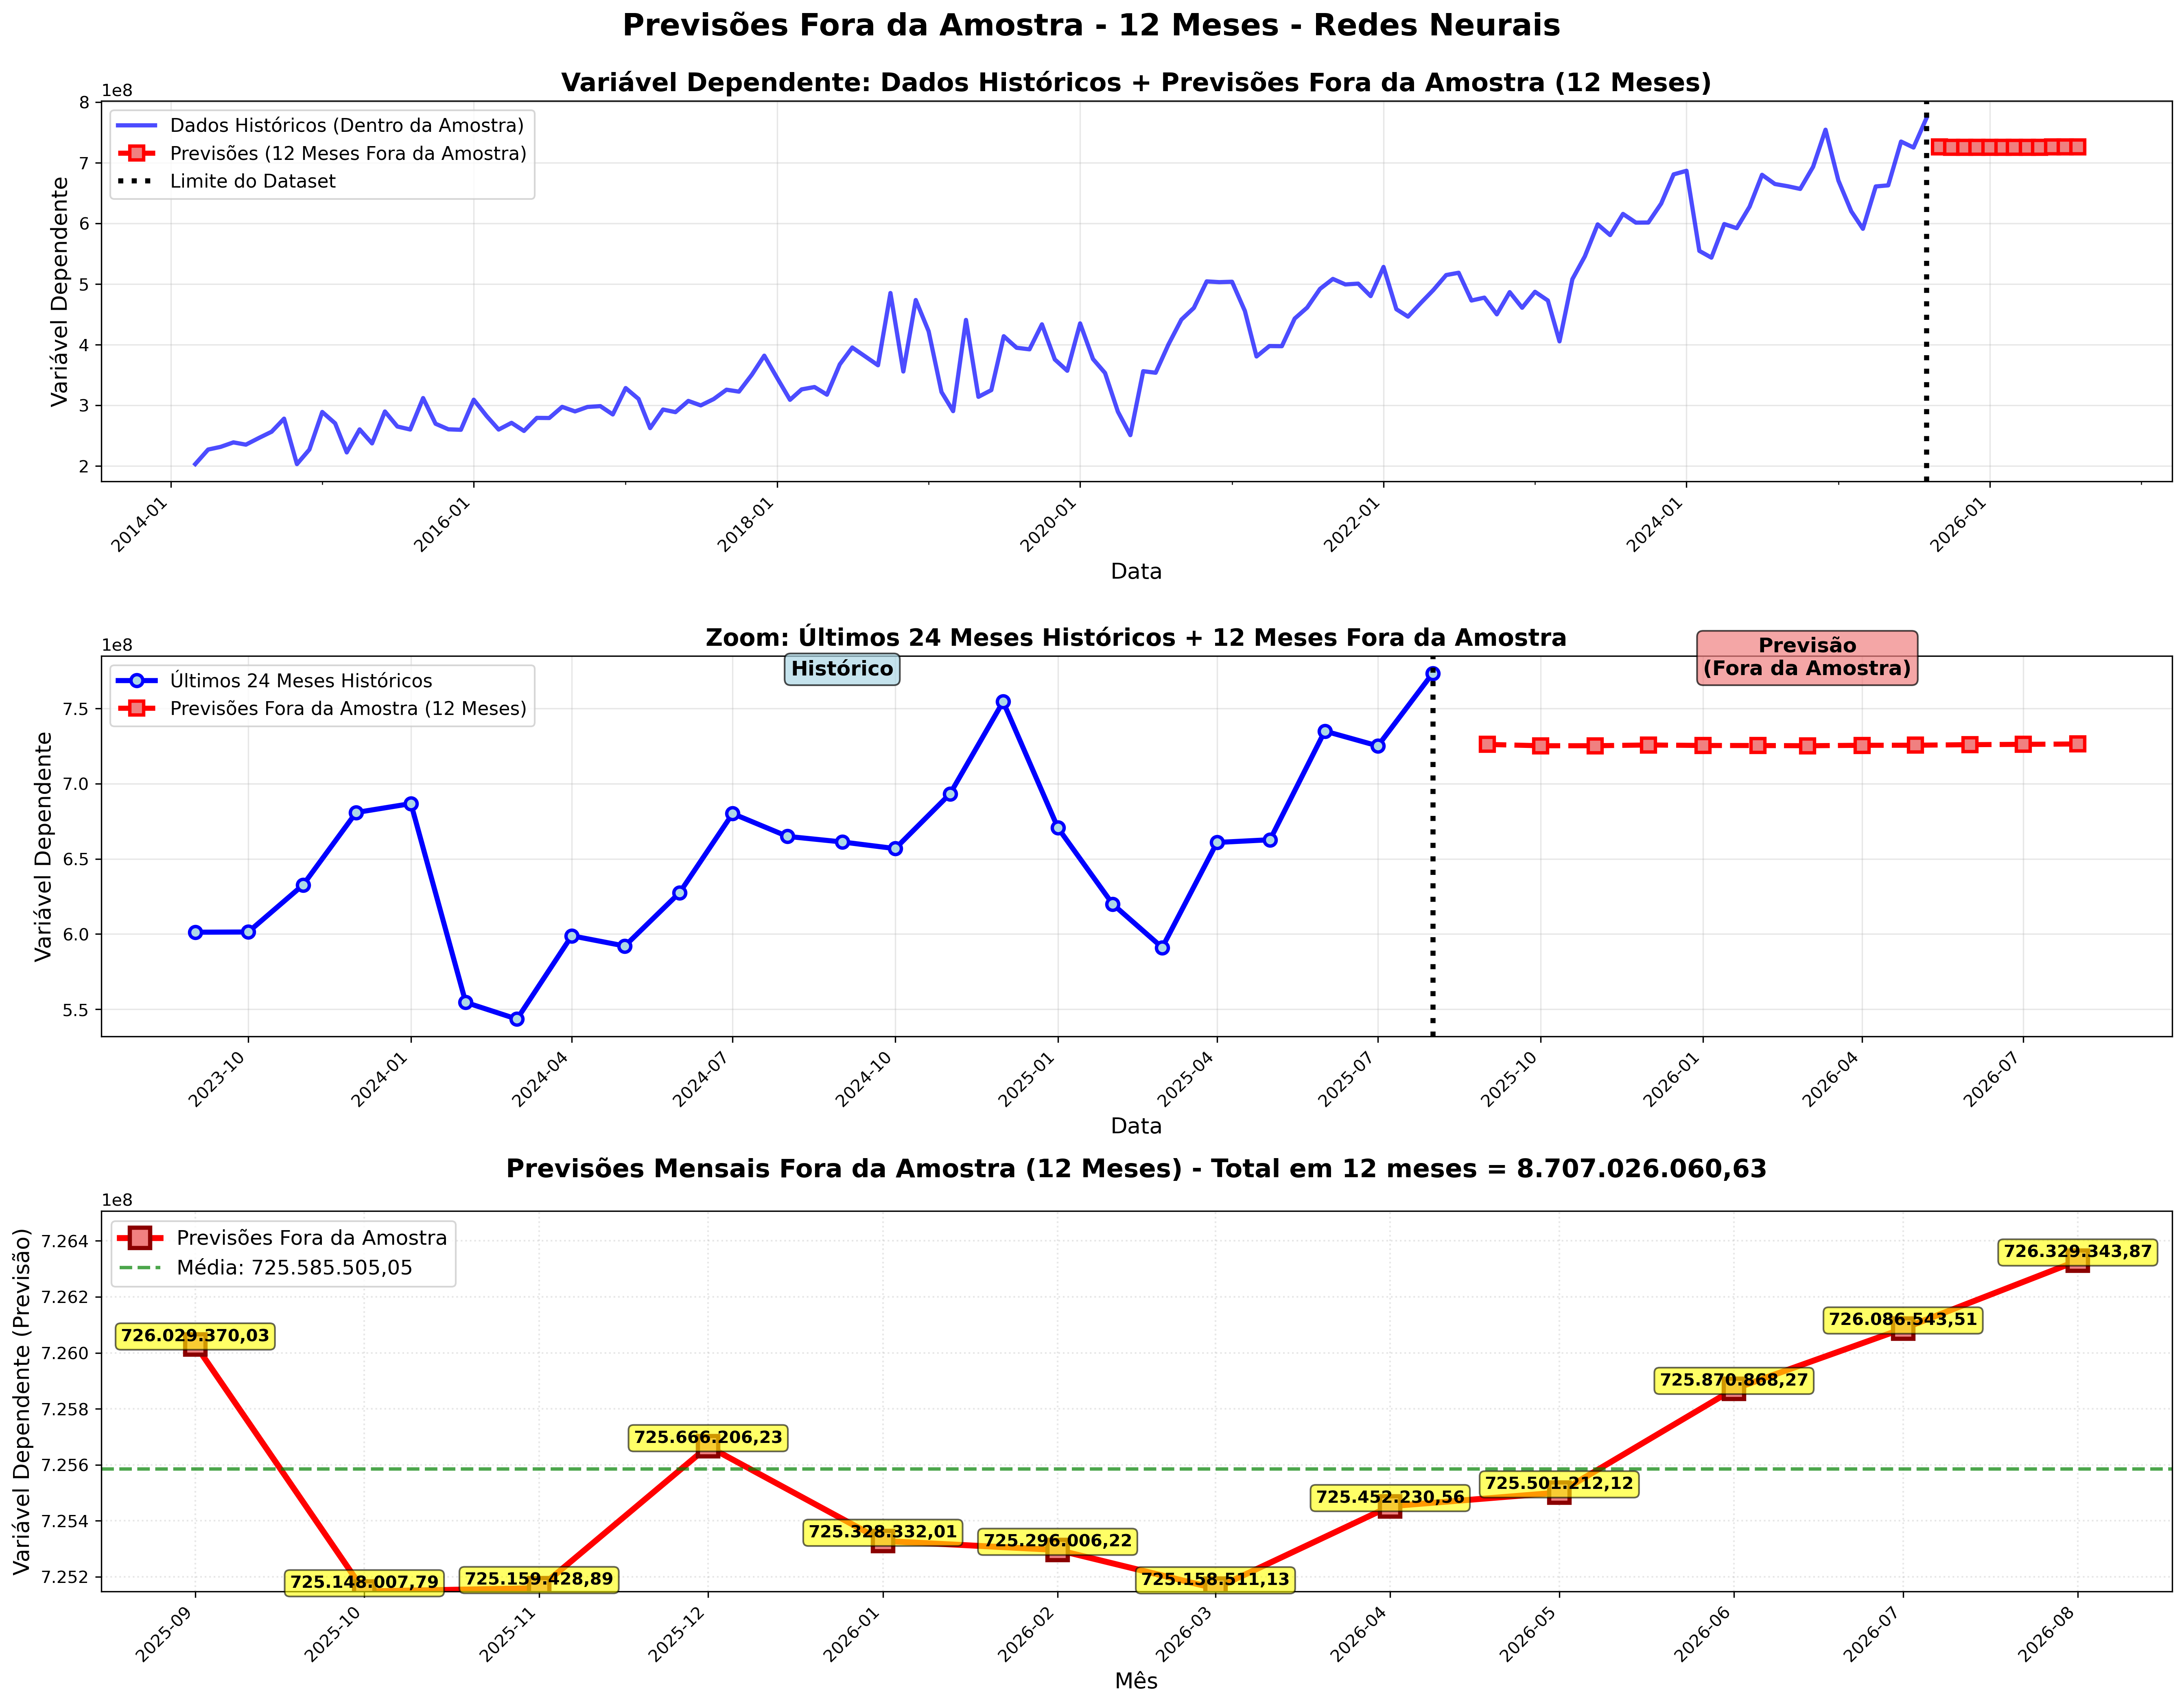 Previsões Fora da Amostra - 12 Meses - Redes Neurais
Variável Dependente: Dados Históricos + Previsões Fora da Amostra (12 Meses)
1e8
Dados Históricos (Dentro da Amostra)
Previsões (12 Meses Fora da Amostra)
Limite do Dataset
Variável Dependente
8
7
6
5
4
3
2
2014-01
2016-01
2018-01
2020-01
2022-01
2024-01
2026-01
Data
Zoom: Últimos 24 Meses Históricos + 12 Meses Fora da Amostra
1e8
Últimos 24 Meses Históricos
Previsões Fora da Amostra (12 Meses)
Histórico
Previsão
(Fora da Amostra)
Variável Dependente
7.5
7.0
6.5
6.0
5.5
2023-10
2024-01
2024-04
2024-07
2024-10
2025-01
2025-04
2025-07
2025-10
2026-01
2026-04
2026-07
Data
Previsões Mensais Fora da Amostra (12 Meses) - Total em 12 meses = 8.707.026.060,63
1e8
Previsões Fora da Amostra
Média: 725.585.505,05
Variável Dependente (Previsão)
7.264
7.262
7.260
7.258
7.256
7.254
7.252
726.029.370,03
725.148.007,79
725.159.428,89
725.666.206,23
725.328.332,01
725.296.006,22
725.158.511,13
725.452.230,56
725.501.212,12
725.870.868,27
726.086.543,51
726.329.343,87
2025-09
2025-10
2025-11
2025-12
2026-01
2026-02
2026-03
2026-04
2026-05
2026-06
2026-07
2026-08
Mês